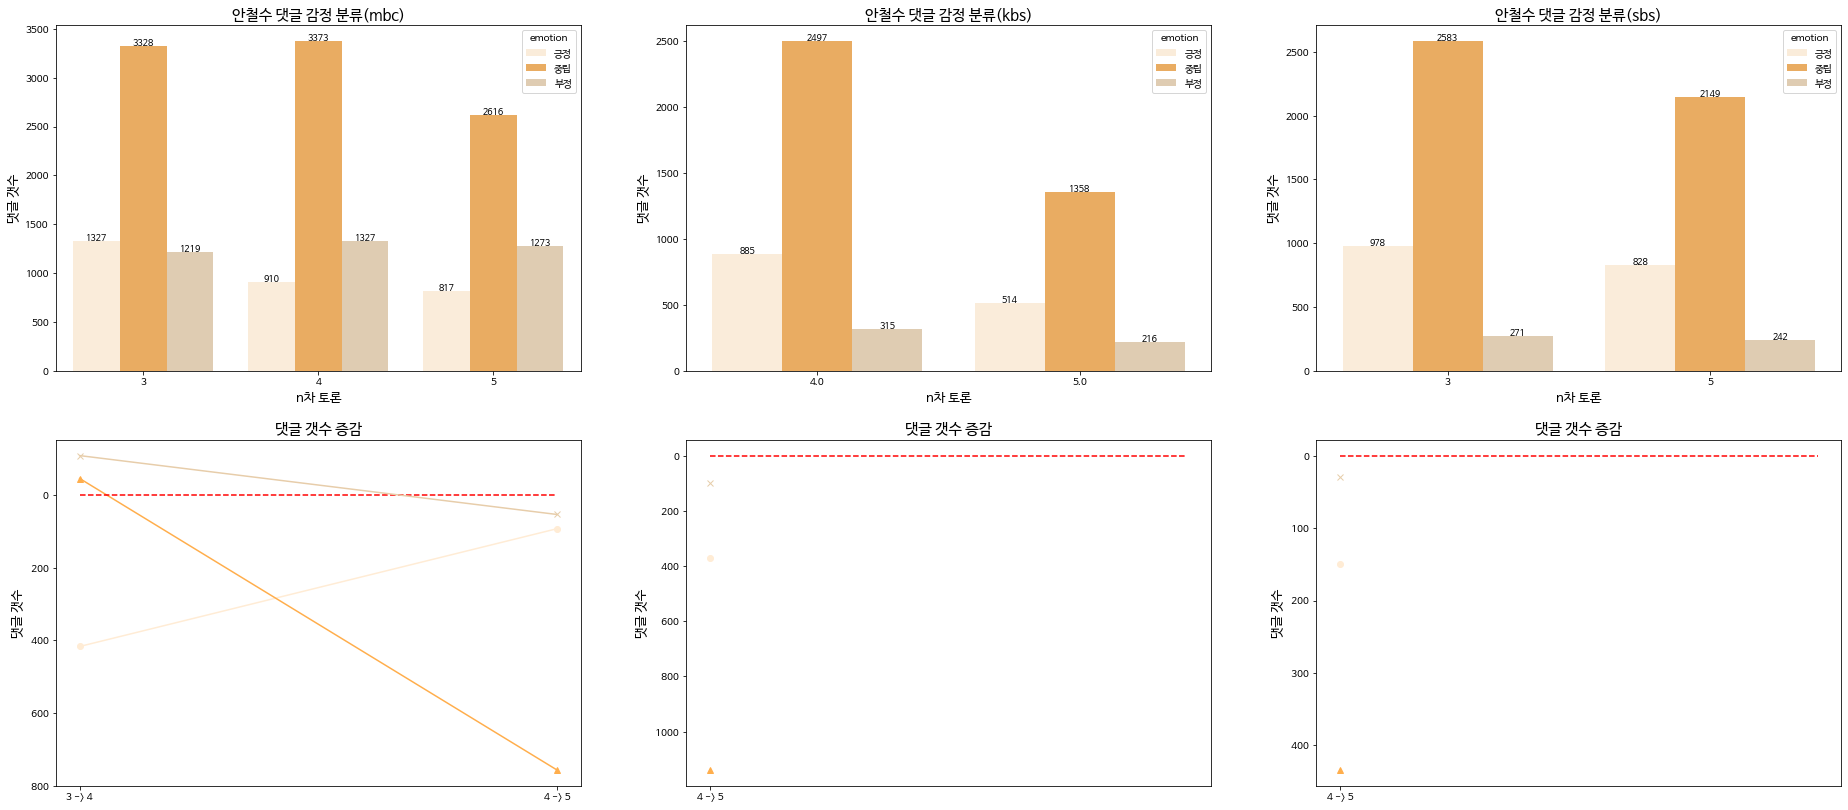 안철수 댓글 감정 분류(mbc)
댓글 갯수
3500
3000
2500
2000
1500
1000
500
0
3328
3373
2616
1327
1219
910
1327
817
1273
emotion
긍정
중립
부정
3
4
5
n차 토론
안철수 댓글 감정 분류(kbs)
댓글 갯수
2500
2000
1500
1000
500
0
2497
885
315
1358
514
216
emotion
긍정
중립
부정
4.0
5.0
n차 토론
안철수 댓글 감정 분류(sbs)
댓글 갯수
2500
2000
1500
1000
500
0
2583
978
271
2149
828
242
emotion
긍정
중립
부정
3
5
n차 토론
댓글 갯수 증감
댓글 갯수
0
200
400
600
800
3 -> 4
4 -> 5
댓글 갯수 증감
댓글 갯수
0
200
400
600
800
1000
4 -> 5
댓글 갯수 증감
댓글 갯수
0
100
200
300
400
4 -> 5